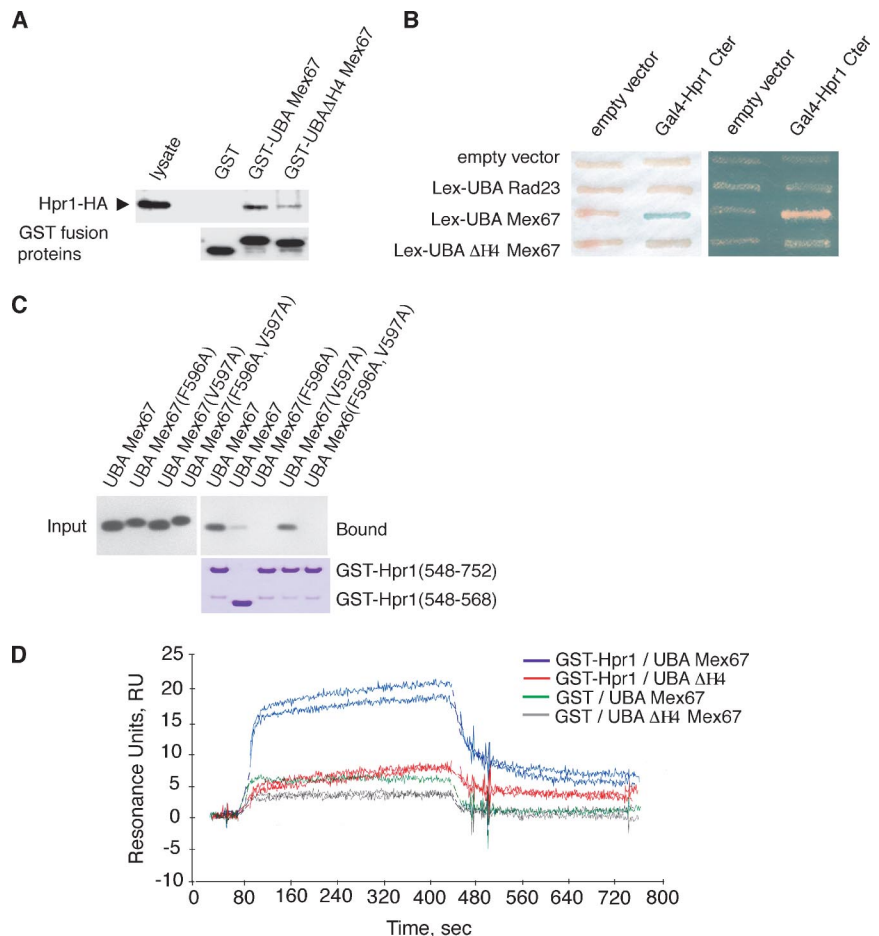 A
lysate
GST
GST-UBA Mex67
GST-UBAΔH4 Mex67
Hpr1-HA
GST fusion
proteins
B
empty vector
Gal4-Hpr1 Cter
empty vector
Gal4-Hpr1 Cter
empty vector
Lex-UBA Rad23
Lex-UBA Mex67
Lex-UBA ΔH4 Mex67
C
UBA Mex67
UBA Mex67(F596A)
UBA Mex67(V597A)
UBA Mex67(F596A,V597A)
UBA Mex67
UBA Mex67
UBA Mex67(F596A)
UBA Mex67(V597A)
UBA Mex6(F596A,V597A)
Input
Bound
GST-Hpr1(548-752)
GST-Hpr1(548-568)
D
Resonance Units, RU
25
20
15
10
5
0
-5
-10
0 80 160 240 320 400 480 560 640 720 800
Time, sec
GST-Hpr1 / UBA Mex67
GST-Hpr1 / UBA ΔH4
GST / UBA Mex67
GST / UBA ΔH4 Mex67